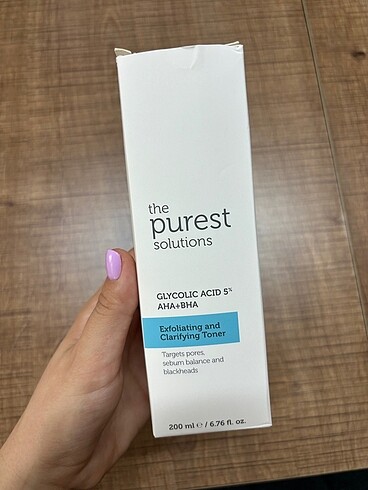 the
purest
solutions
GLYCOLIC ACID 5%
AHA+BHA
Exfoliating and
Clarifying Toner
Targets pores,
sebum balance and
blackheads
200 ml ℮ / 6.76 fl. oz.